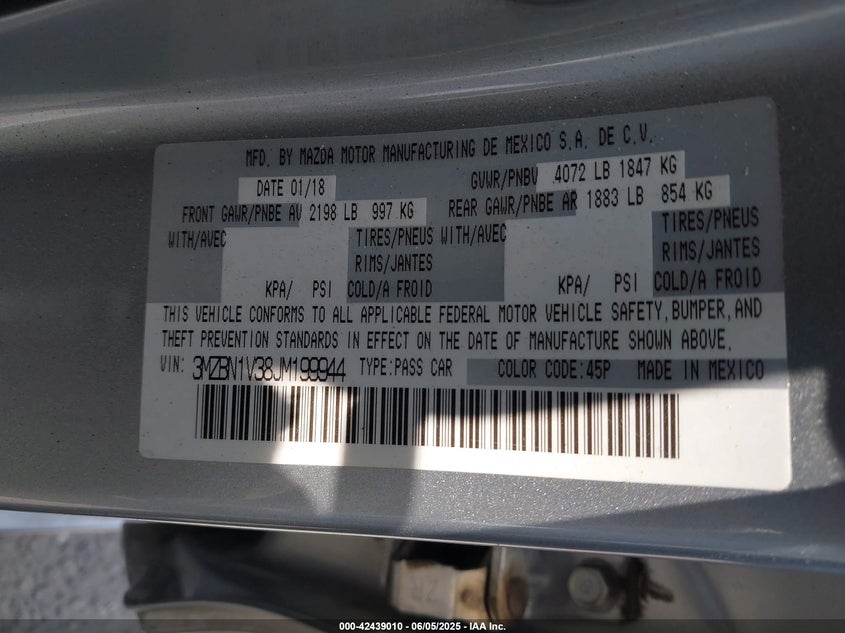 MFD. BY MAZDA MOTOR MANUFACTURING DE MEXICO S.A. DE C.V.
DATE 01/18 GVWR/PNBV 4072 LB 1847 KG
FRONT GAWR/PNBE AV 2198 LB 997 KG REAR GAWR/PNBE AR 1883 LB 854 KG
WITH/AVEC TIRES/PNEUS WITH/AVEC TIRES/PNEUS
RIMS/JANTES RIMS/JANTES
KPA/ PSI COLD/A FROID KPA/ PSI COLD/A FROID
THIS VEHICLE CONFORMS TO ALL APPLICABLE FEDERAL MOTOR VEHICLE SAFETY, BUMPER, AND
THEFT PREVENTION STANDARDS IN EFFECT ON THE DATE OF MANUFACTURE SHOWN ABOVE.
VIN: 3MZBN1V38JM199944 TYPE:PASS CAR COLOR CODE:45P MADE IN MEXICO
000-42439010 - 06/05/2025 - IAA Inc.